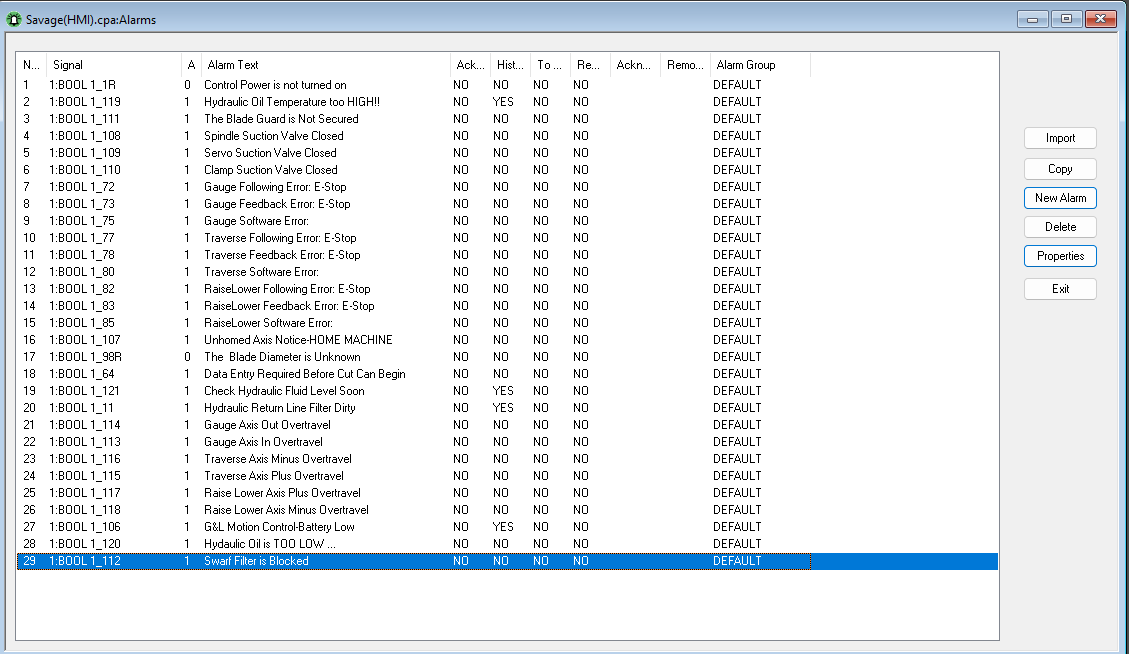 Savage(HMI).cpa:Alarms
N... Signal A Alarm Text Ack... Hist... To ... Re... Ackn... Remo... Alarm Group
1 1:BOOL 1_1R 0 Control Power is not turned on NO NO NO NO DEFAULT
2 1:BOOL 1_119 1 Hydraulic Oil Temperature too HIGH!! NO YES NO NO DEFAULT
3 1:BOOL 1_111 1 The Blade Guard is Not Secured NO NO NO NO DEFAULT
4 1:BOOL 1_108 1 Spindle Suction Valve Closed NO NO NO NO DEFAULT
5 1:BOOL 1_109 1 Servo Suction Valve Closed NO NO NO NO DEFAULT
6 1:BOOL 1_110 1 Clamp Suction Valve Closed NO NO NO NO DEFAULT
7 1:BOOL 1_72 1 Gauge Following Error: E-Stop NO NO NO NO DEFAULT
8 1:BOOL 1_73 1 Gauge Feedback Error: E-Stop NO NO NO NO DEFAULT
9 1:BOOL 1_75 1 Gauge Software Error: NO NO NO NO DEFAULT
10 1:BOOL 1_77 1 Traverse Following Error: E-Stop NO NO NO NO DEFAULT
11 1:BOOL 1_78 1 Traverse Feedback Error: E-Stop NO NO NO NO DEFAULT
12 1:BOOL 1_80 1 Traverse Software Error: NO NO NO NO DEFAULT
13 1:BOOL 1_82 1 RaiseLower Following Error: E-Stop NO NO NO NO DEFAULT
14 1:BOOL 1_83 1 RaiseLower Feedback Error: E-Stop NO NO NO NO DEFAULT
15 1:BOOL 1_85 1 RaiseLower Software Error: NO NO NO NO DEFAULT
16 1:BOOL 1_107 1 Unhomed Axis Notice-HOME MACHINE NO NO NO NO DEFAULT
17 1:BOOL 1_98R 0 The  Blade Diameter is Unknown NO NO NO NO DEFAULT
18 1:BOOL 1_64 1 Data Entry Required Before Cut Can Begin NO NO NO NO DEFAULT
19 1:BOOL 1_121 1 Check Hydraulic Fluid Level Soon NO YES NO NO DEFAULT
20 1:BOOL 1_11 1 Hydraulic Return Line Filter Dirty NO YES NO NO DEFAULT
21 1:BOOL 1_114 1 Gauge Axis Out Overtravel NO NO NO NO DEFAULT
22 1:BOOL 1_113 1 Gauge Axis In Overtravel NO NO NO NO DEFAULT
23 1:BOOL 1_116 1 Traverse Axis Minus Overtravel NO NO NO NO DEFAULT
24 1:BOOL 1_115 1 Traverse Axis Plus Overtravel NO NO NO NO DEFAULT
25 1:BOOL 1_117 1 Raise Lower Axis Plus Overtravel NO NO NO NO DEFAULT
26 1:BOOL 1_118 1 Raise Lower Axis Minus Overtravel NO NO NO NO DEFAULT
27 1:BOOL 1_106 1 G&L Motion Control-Battery Low NO YES NO NO DEFAULT
28 1:BOOL 1_120 1 Hydaulic Oil is TOO LOW ... NO NO NO NO DEFAULT
29 1:BOOL 1_112 1 Swarf Filter is Blocked NO NO NO NO DEFAULT
Import
Copy
New Alarm
Delete
Properties
Exit